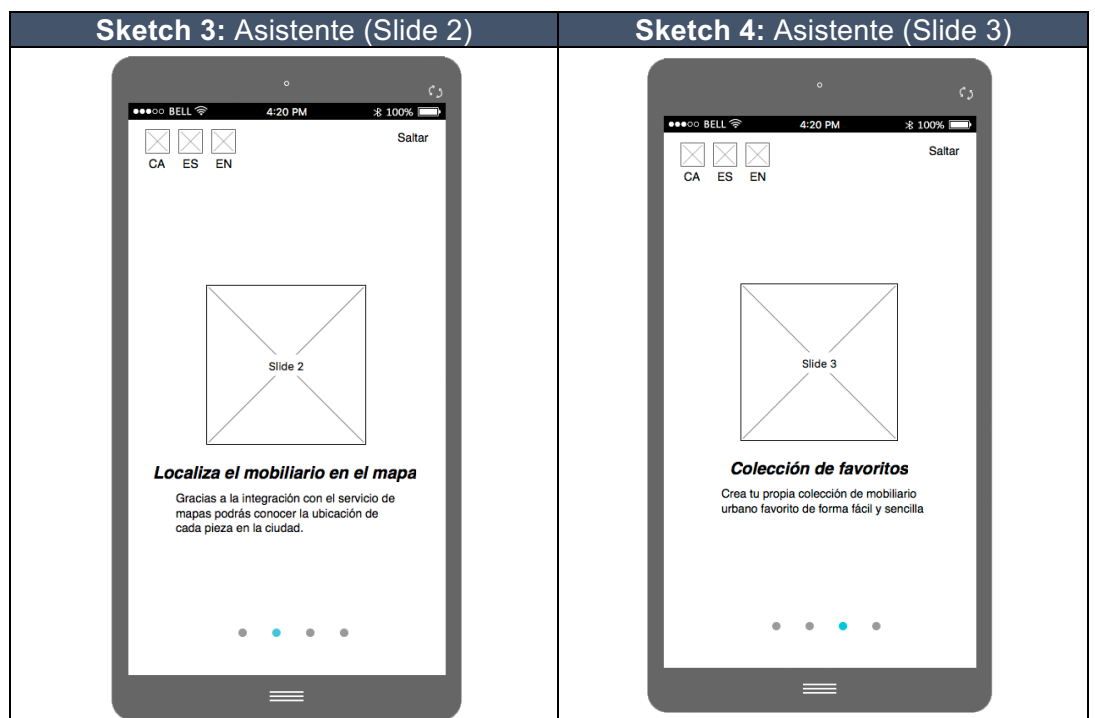 Sketch 3: Asistente (Slide 2)
BELL 4:20 PM 100%
Saltar
CA ES EN
Slide 2
Localiza el mobiliario en el mapa
Gracias a la integración con el servicio de
mapas podrás conocer la ubicación de
cada pieza en la ciudad.
Sketch 4: Asistente (Slide 3)
BELL 4:20 PM 100%
Saltar
CA ES EN
Slide 3
Colección de favoritos
Crea tu propia colección de mobiliario
urbano favorito de forma fácil y sencilla